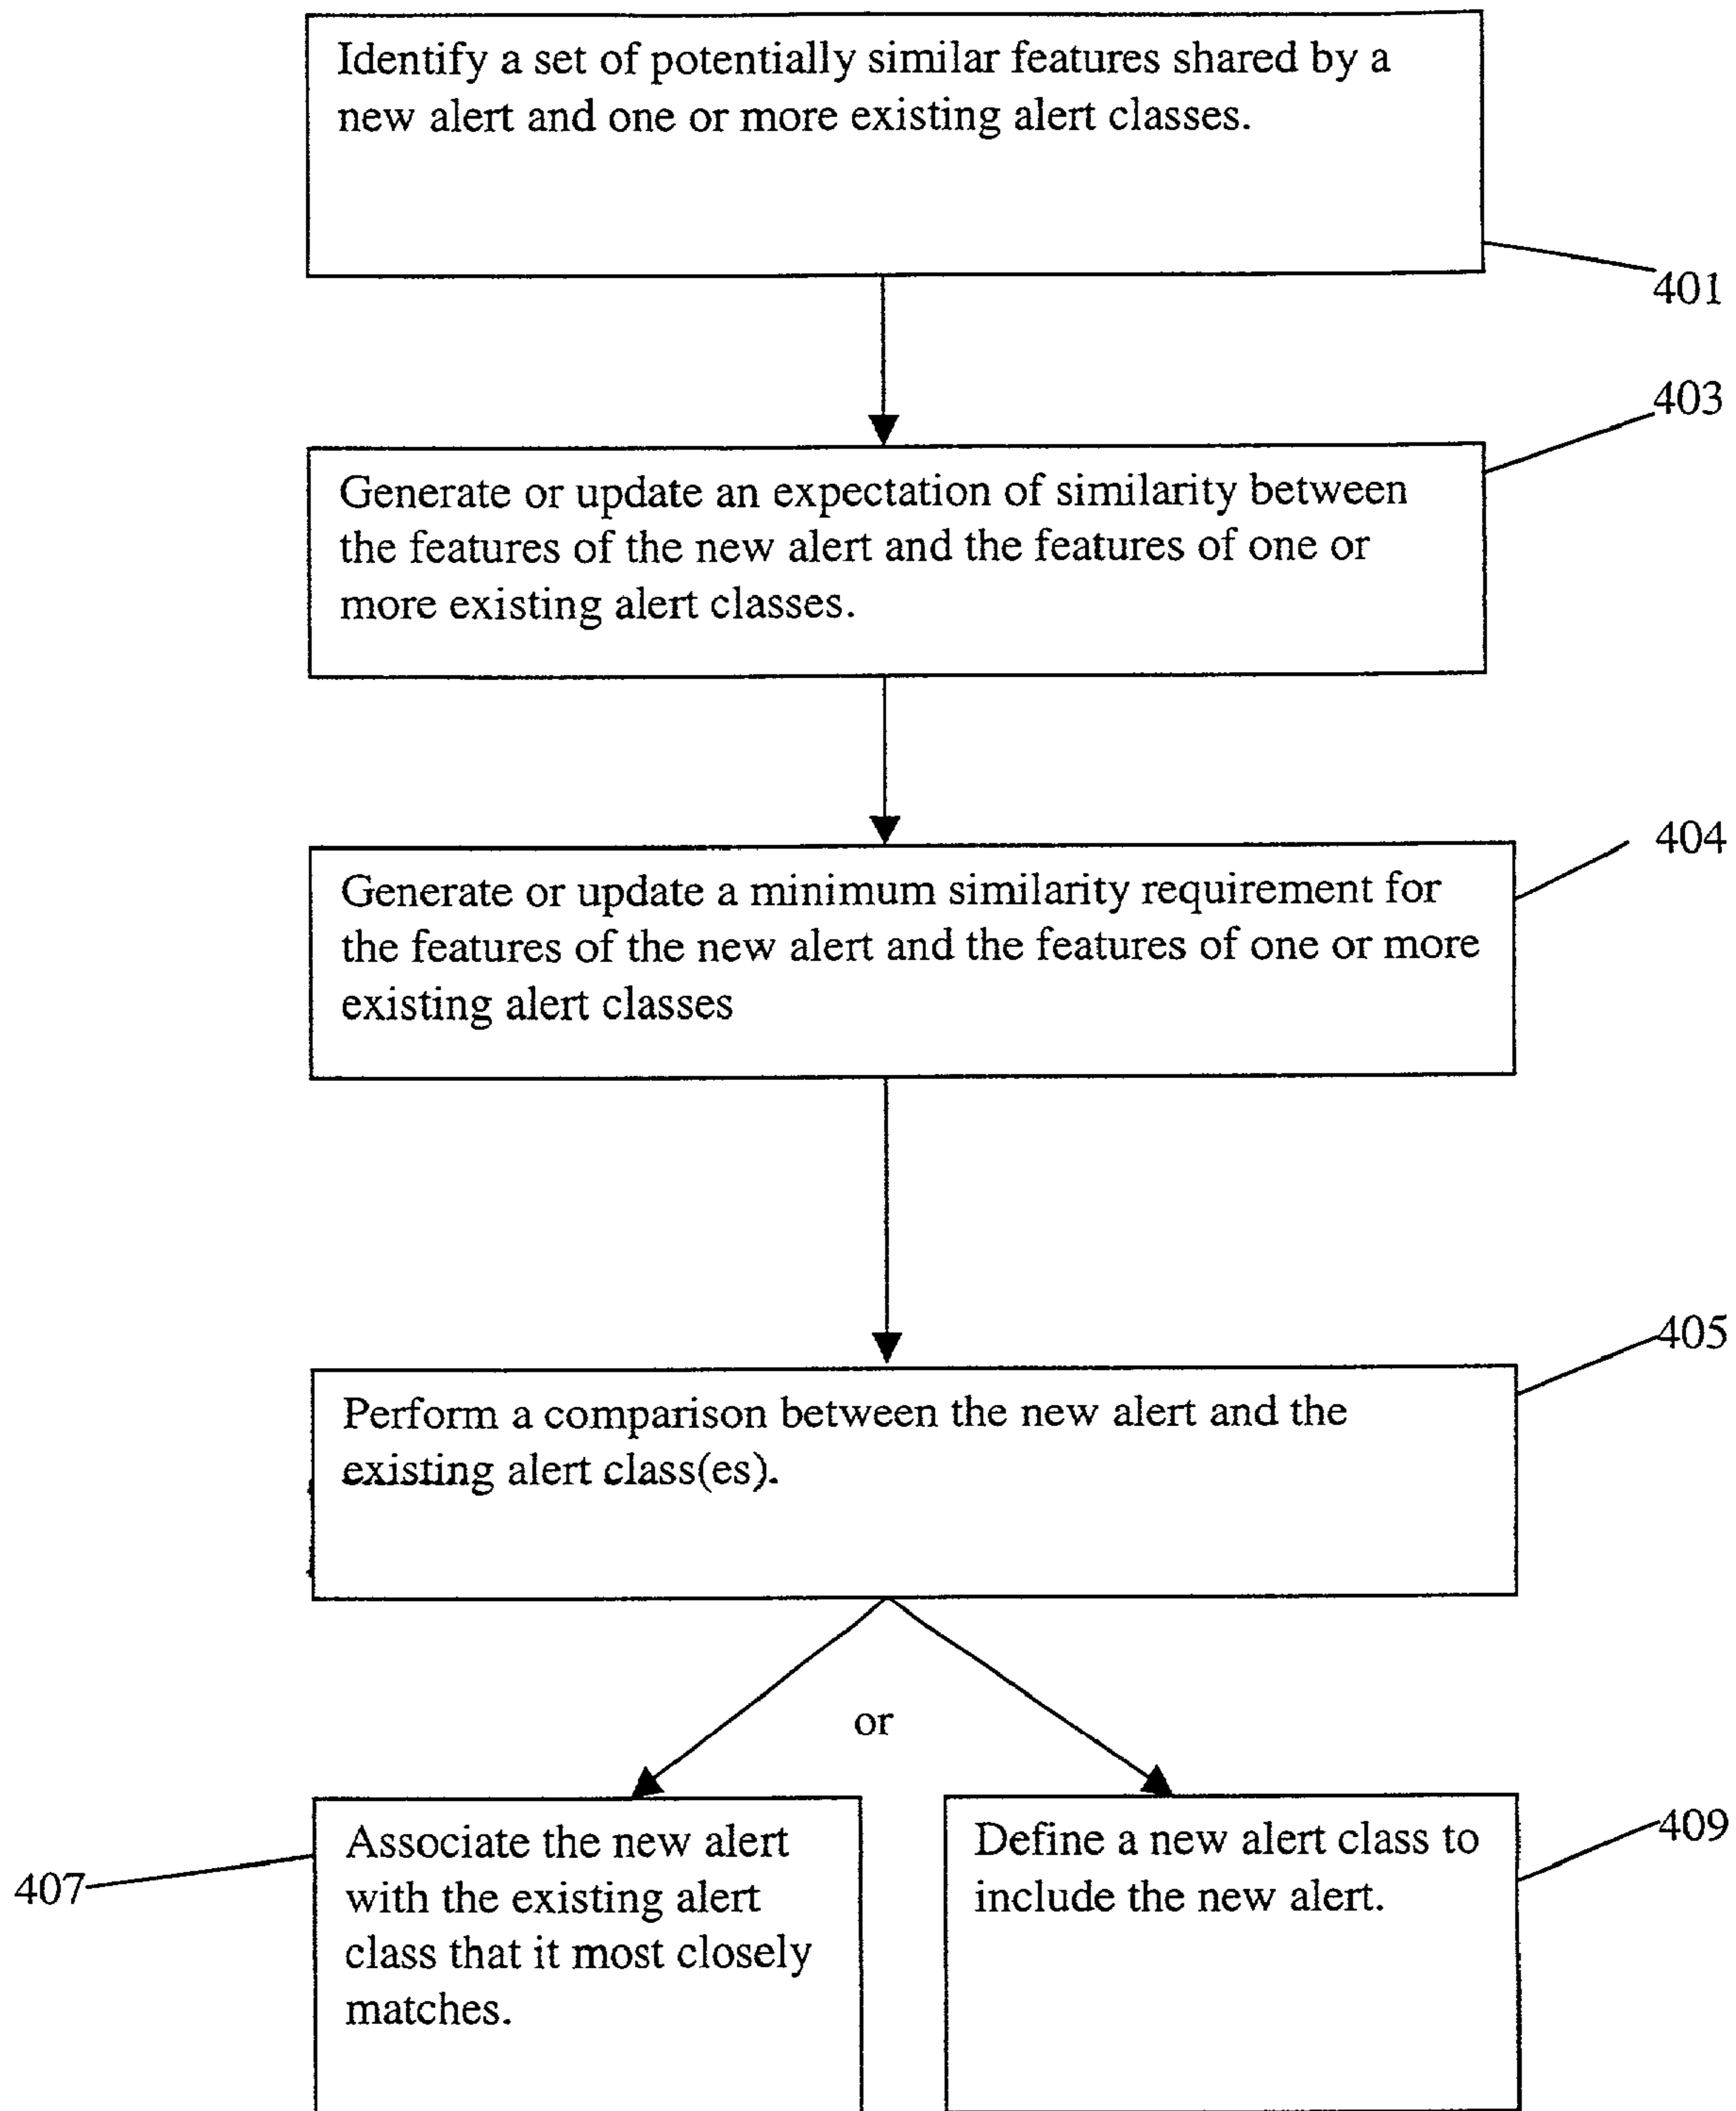 Identify a set of potentially similar features shared by a
new alert and one or more existing alert classes.
401
403
Generate or update an expectation of similarity between
the features of the new alert and the features of one or
more existing alert classes.
404
Generate or update a minimum similarity requirement for
the features of the new alert and the features of one or more
existing alert classes
405
Perform a comparison between the new alert and the
existing alert class(es).
or
407
Associate the new alert
with the existing alert
class that it most closely
matches.
Define a new alert class to
include the new alert.
409